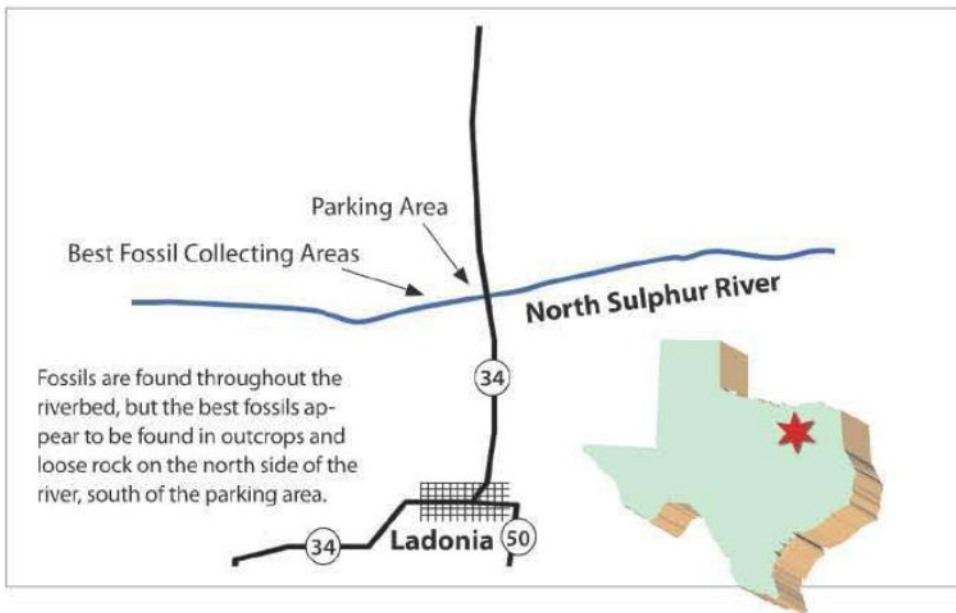 Parking Area
Best Fossil Collecting Areas
North Sulphur River
34
Fossils are found throughout the
riverbed, but the best fossils ap-
pear to be found in outcrops and
loose rock on the north side of the
river, south of the parking area.
34
Ladonia
50